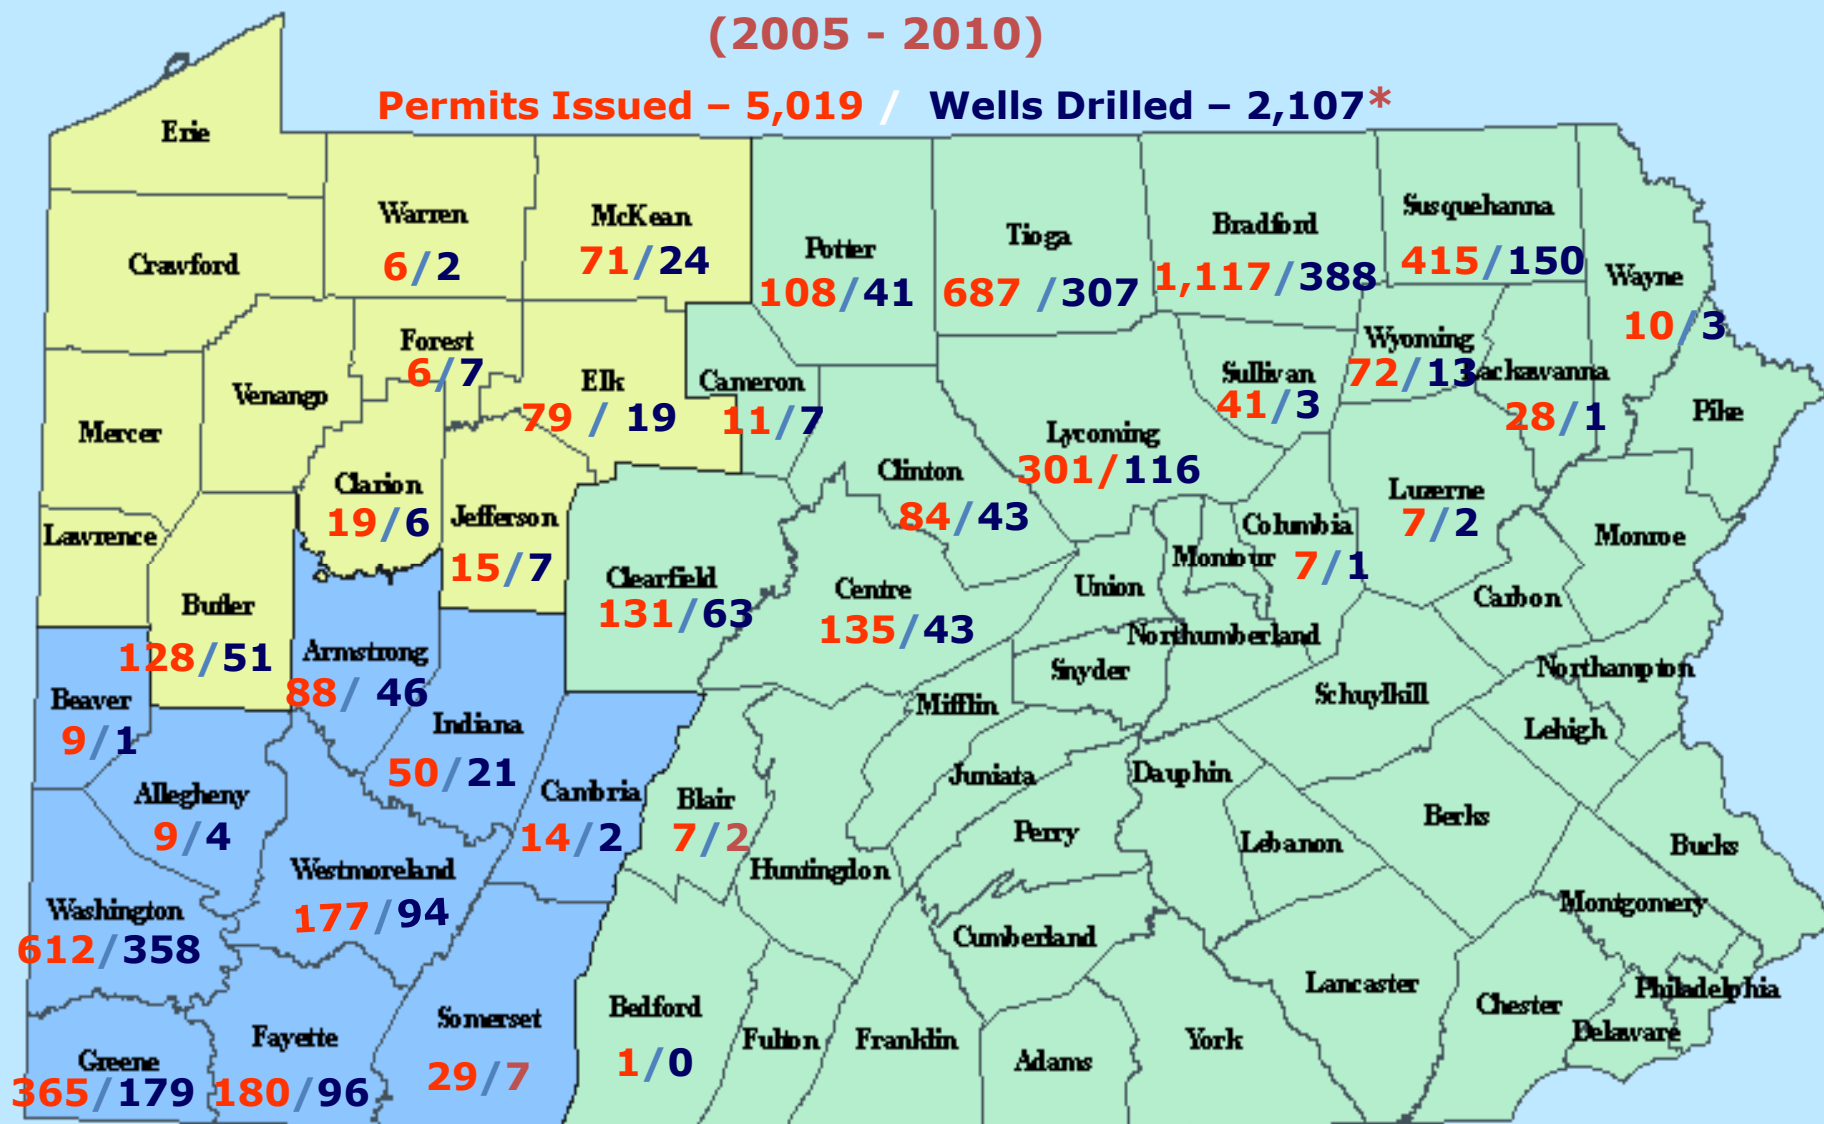 (2005 - 2010)
Permits Issued – 5,019 / Wells Drilled – 2,107*
Erie
Crawford
Warren
6/2
McKean
71/24
Potter
108/41
Tioga
687 /307
Bradford
1,117/388
Susquehanna
415/150
Wayne
10/3
Forest
6/7
Venango
Mercer
Elk
79 / 19
Cameron
11/7
Sullivan
41/3
Wyoming
72/13
Lackawanna
28/1
Pike
Lycoming
301/116
Clinton
84/43
Clarion
19/6
Jefferson
15/7
Lawrence
Butler
128/51
Clearfield
131/63
Centre
135/43
Union
Montour
Columbia
7/1
Luzerne
7/2
Monroe
Carbon
Northumberland
Snyder
Armstrong
88/ 46
Beaver
9/1
Indiana
50/21
Mifflin
Schuylkill
Northampton
Lehigh
Allegheny
9/4
Cambria
14/2
Blair
7/2
Juniata
Dauphin
Perry
Lebanon
Berks
Bucks
Huntingdon
Westmoreland
177/94
Washington
612/358
Montgomery
Cumberland
Lancaster
Chester
Philadelphia
Delaware
Bedford
1/0
Somerset
29/7
Fayette
180/96
Greene
365/179
Fulton
Franklin
Adams
York